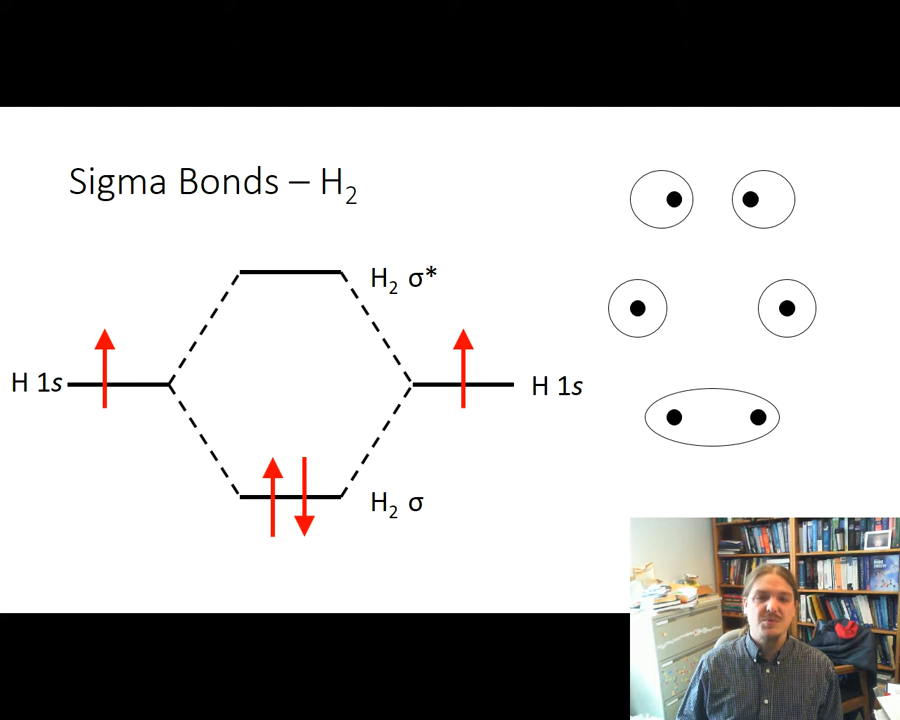 Sigma Bonds – H₂
H₂ σ*
H 1s
H 1s
H₂ σ